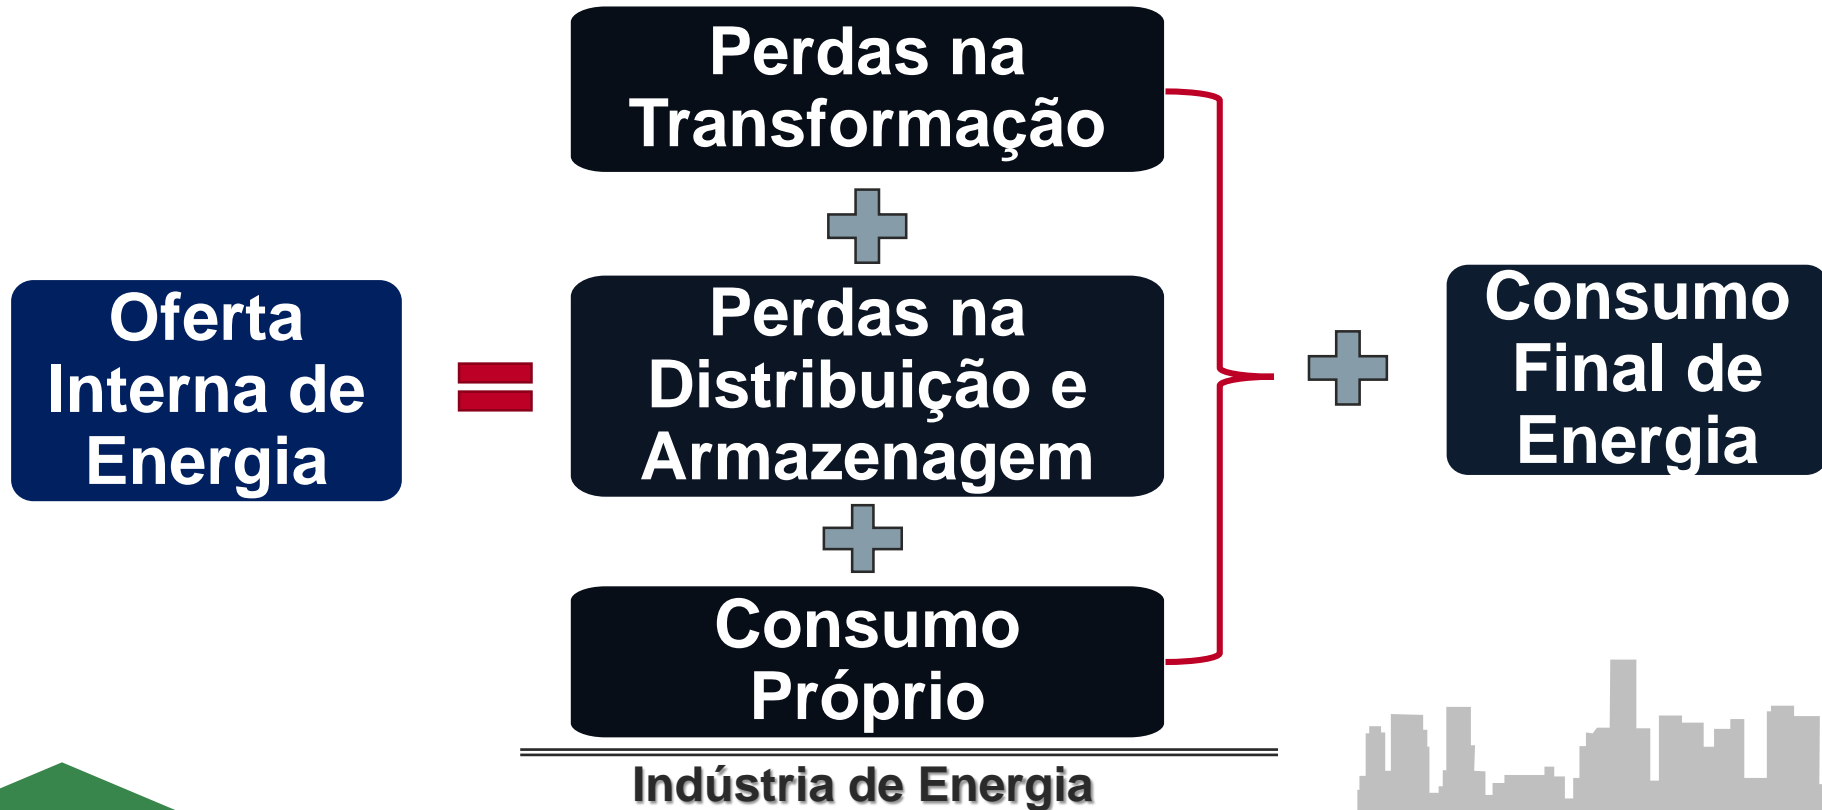 Oferta
Interna de
Energia
Perdas na
Transformação
Perdas na
Distribuição e
Armazenagem
Consumo
Próprio
Indústria de Energia
Consumo
Final de
Energia